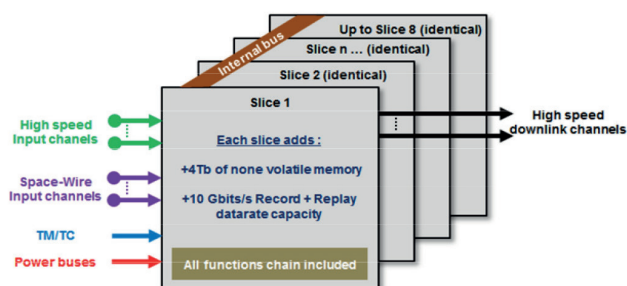 Up to Slice 8 (identical)
Internal bus
Slice n ... (identical)
Slice 2 (identical)
Slice 1
High speed
Input chanels
High speed
downlink channels
Each slice adds :
+4Tb of none volatile memory
Space-Wire
Input channels
+10 Gbits/s Record + Replay
datarate capacity
TM/TC
Power buses
All functions chain included